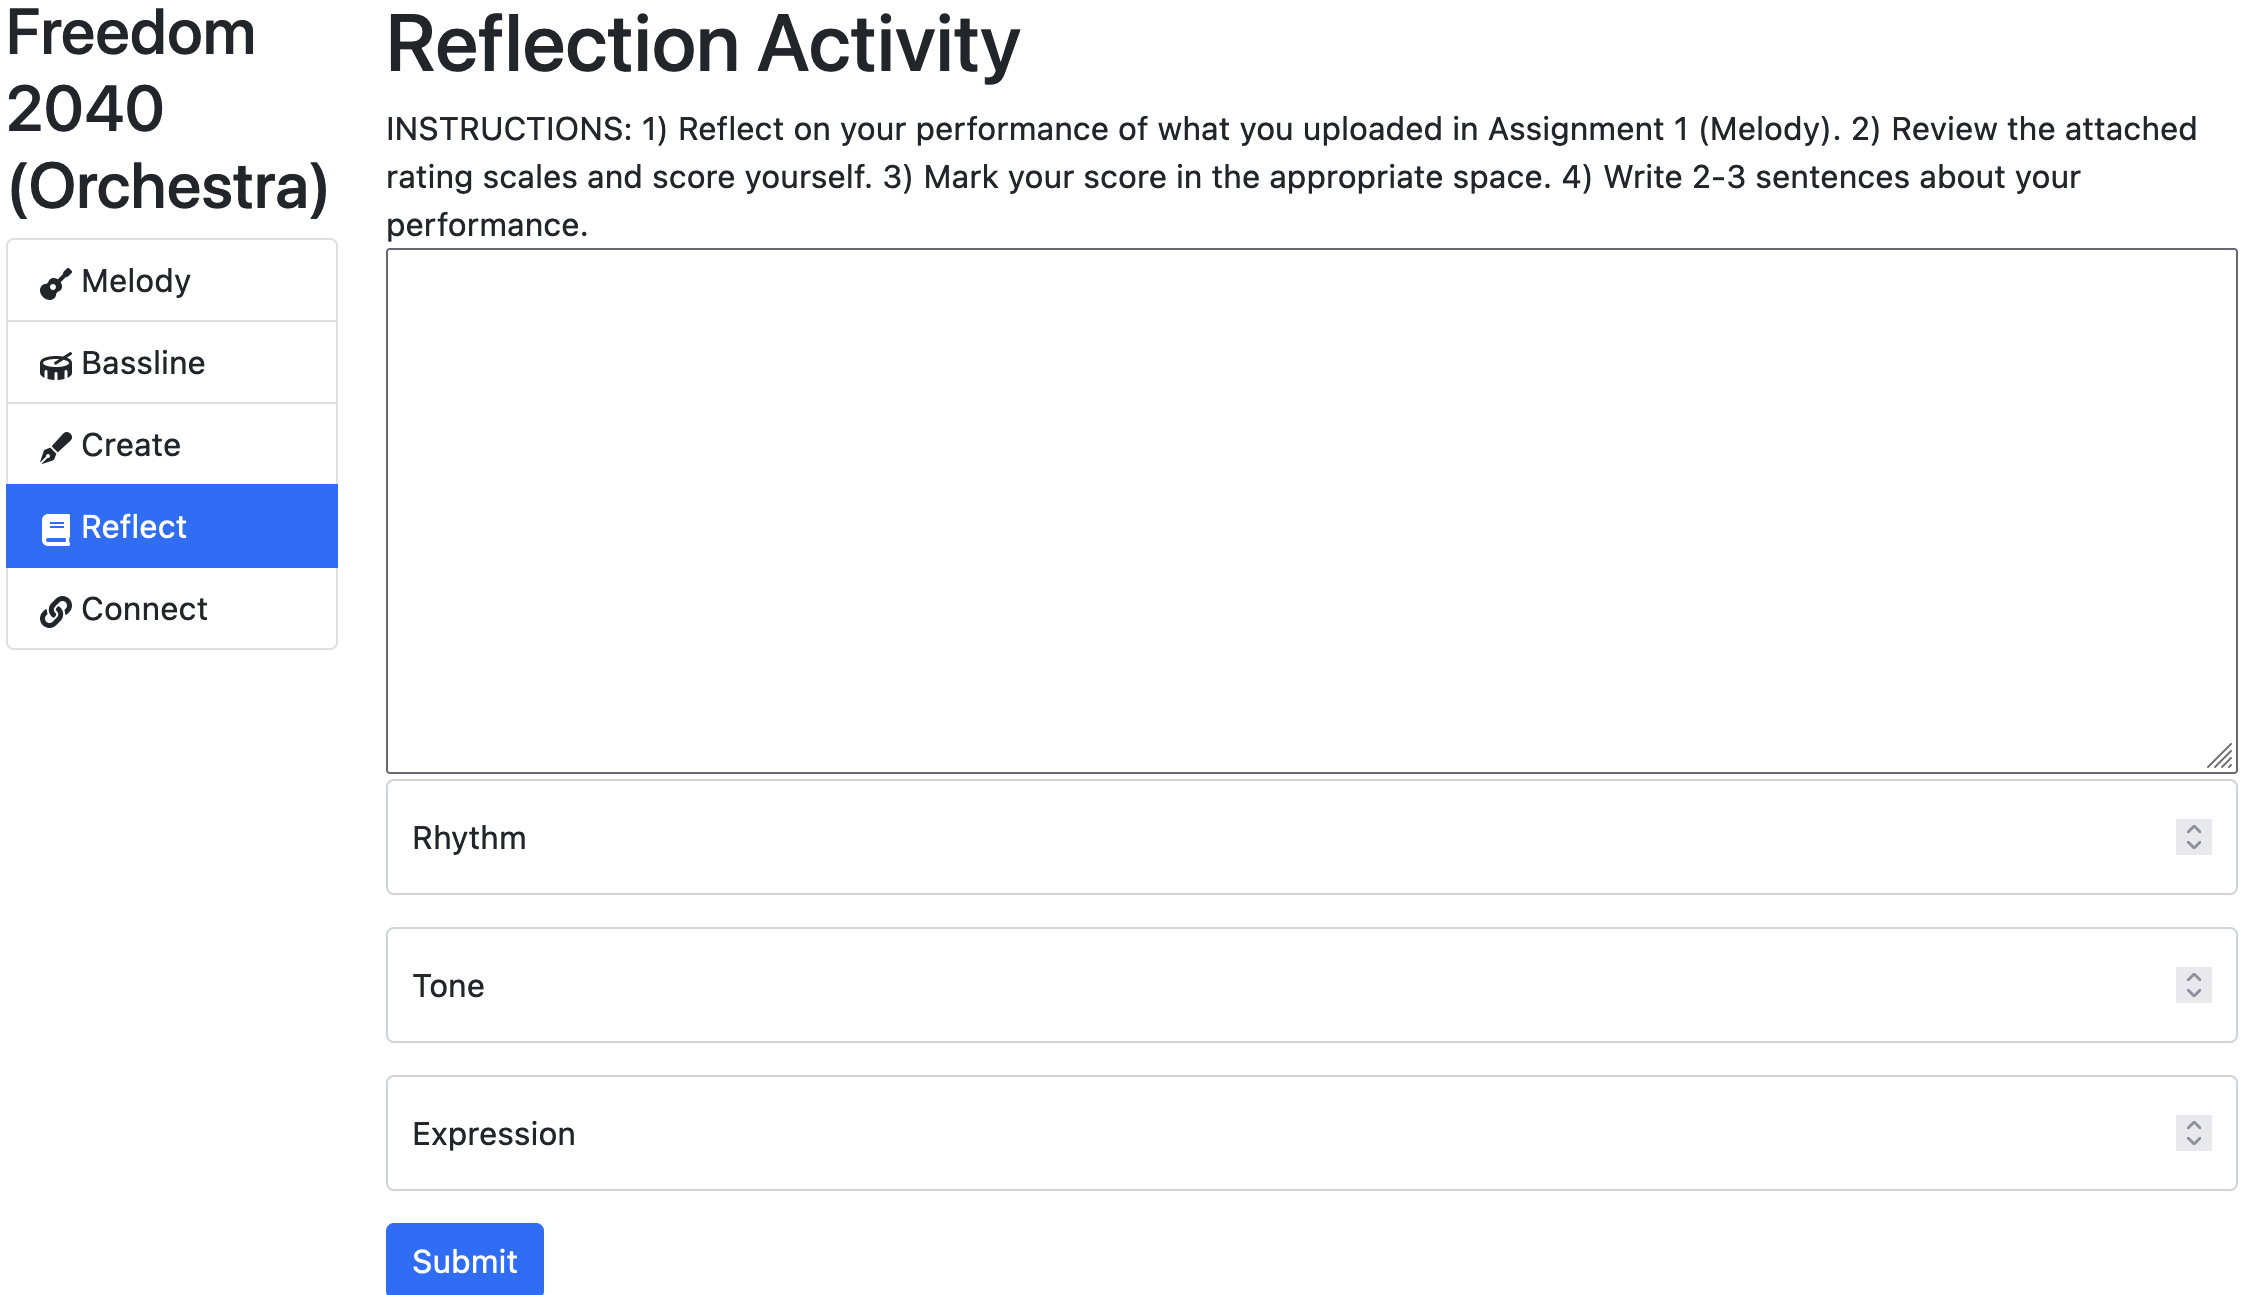 Freedom
2040
(Orchestra)
Melody
Bassline
Create
Reflect
Connect
Reflection Activity
INSTRUCTIONS: 1) Reflect on your performance of what you uploaded in Assignment 1 (Melody). 2) Review the attached
rating scales and score yourself. 3) Mark your score in the appropriate space. 4) Write 2-3 sentences about your
performance.
Rhythm
Tone
Expression
Submit